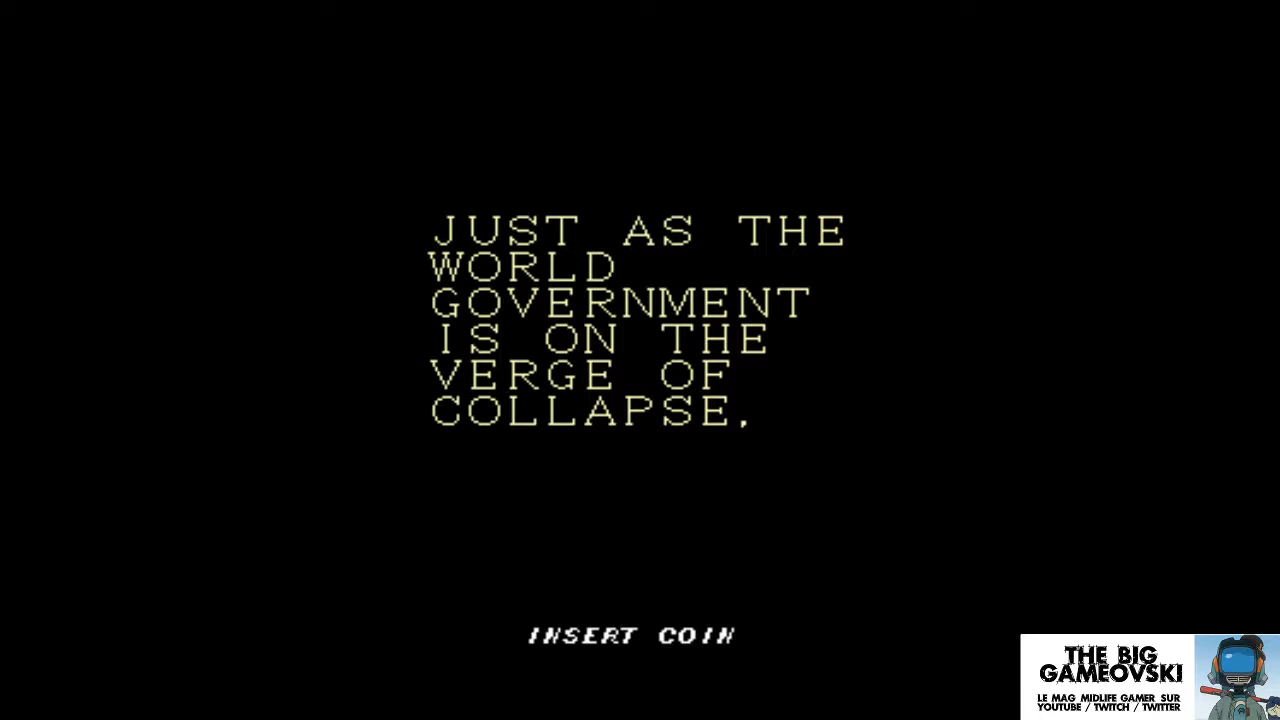 JUST AS THE
WORLD
GOVERNMENT
IS ON THE
VERGE OF
COLLAPSE.
INSERT COIN
THE BIG
GAMEOVSKI
LE MAG MIDLIFE GAMER SUR
YOUTUBE / TWITCH / TWITTER